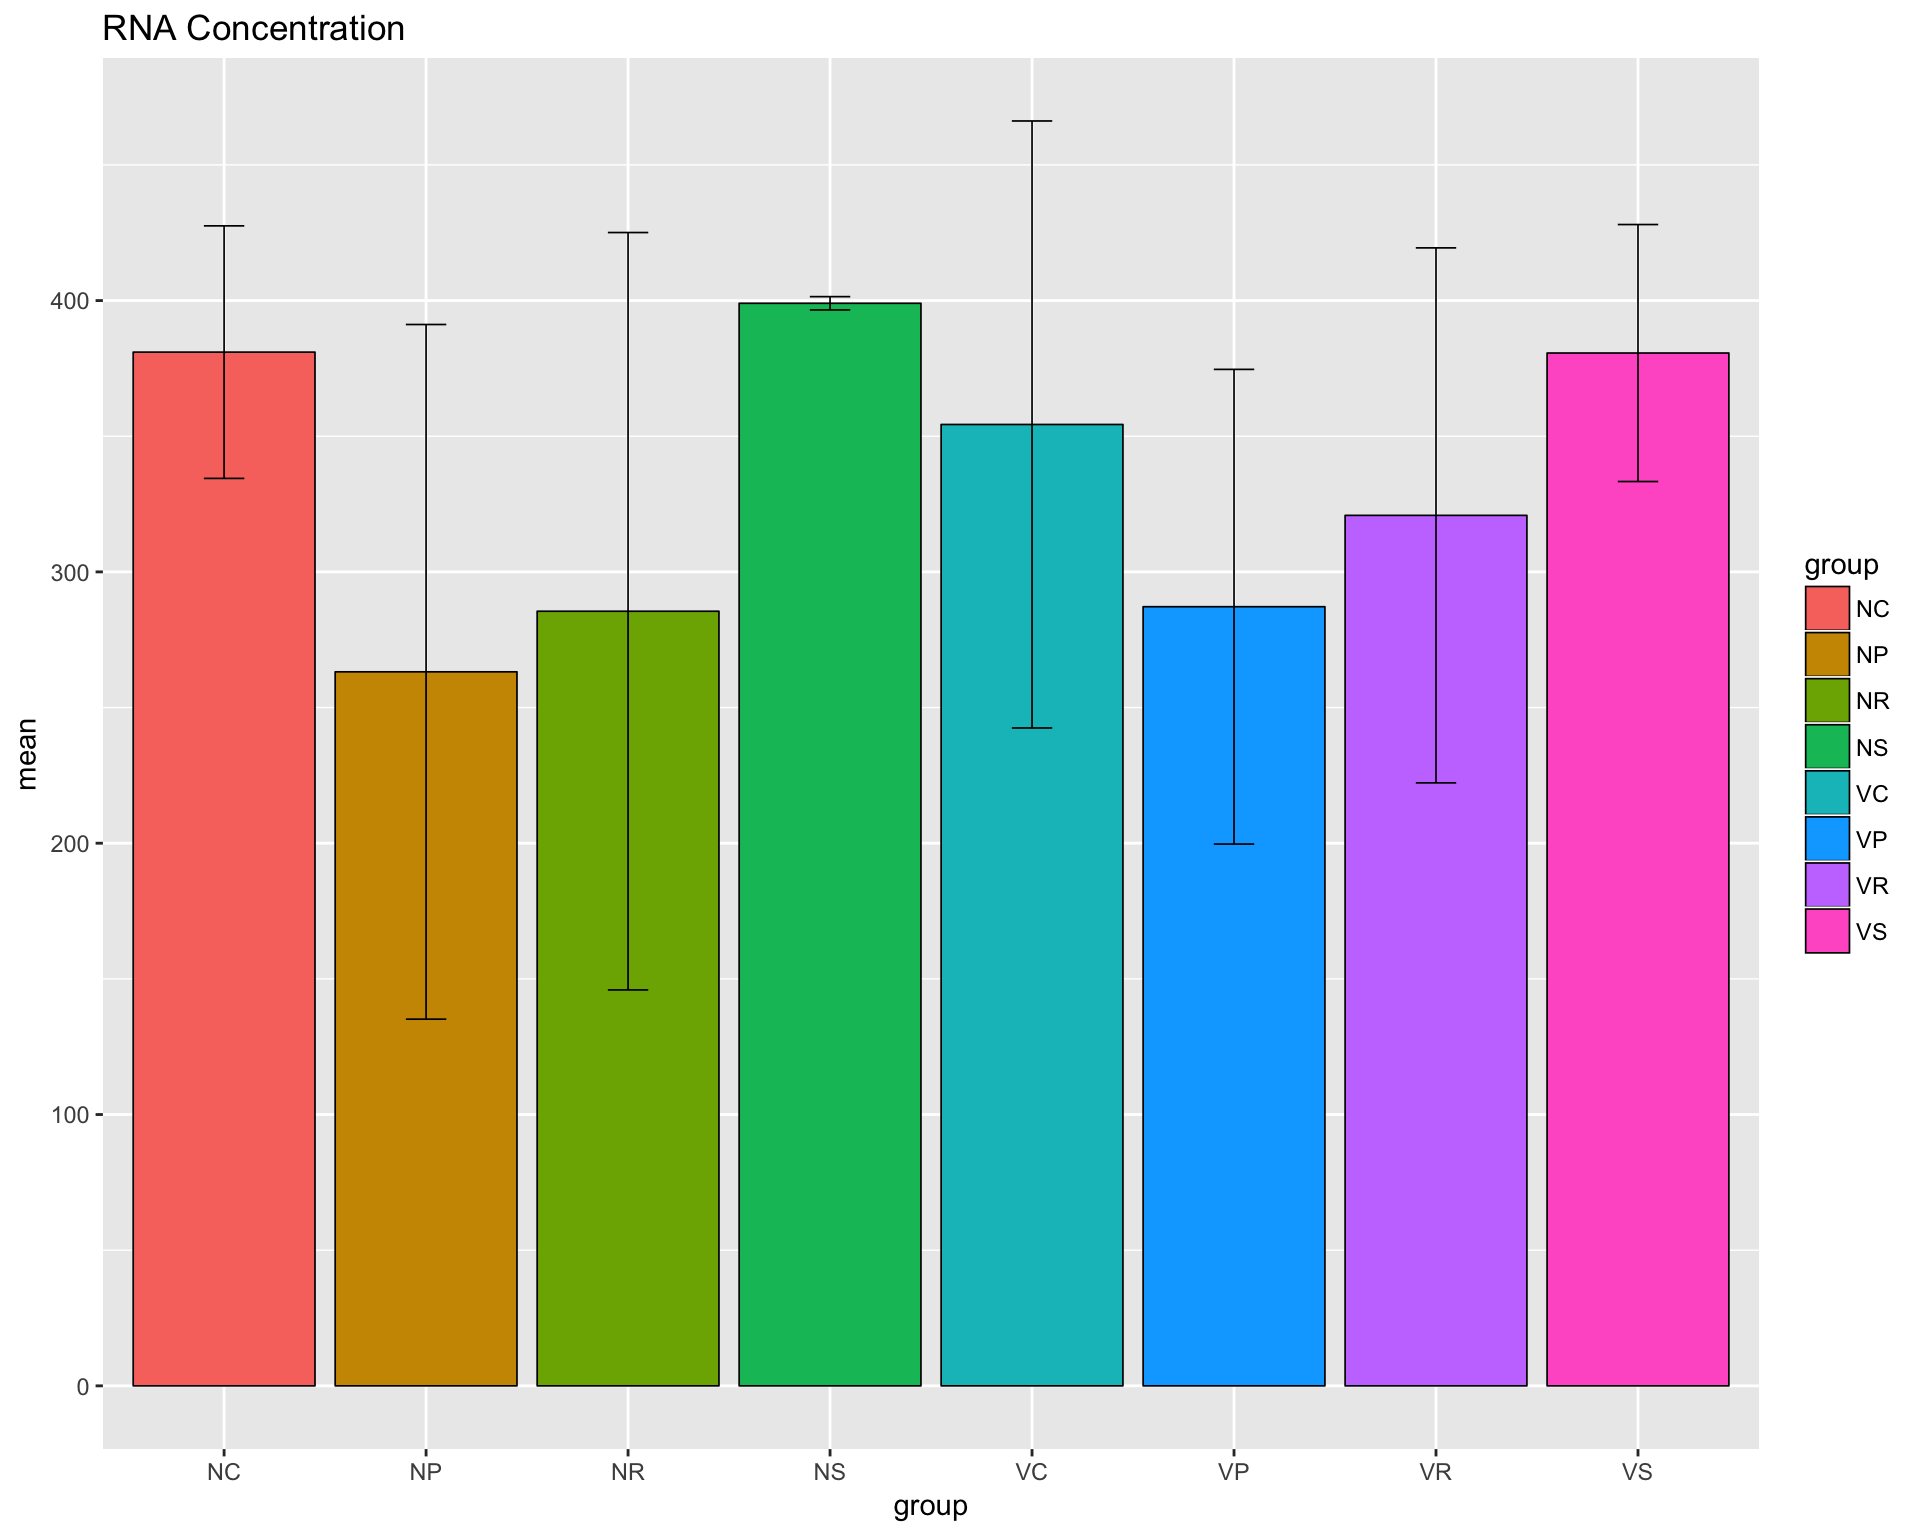 RNA Concentration
mean
400
300
200
100
0
NC NP NR NS VC VP VR VS
group
group
NC
NP
NR
NS
VC
VP
VR
VS